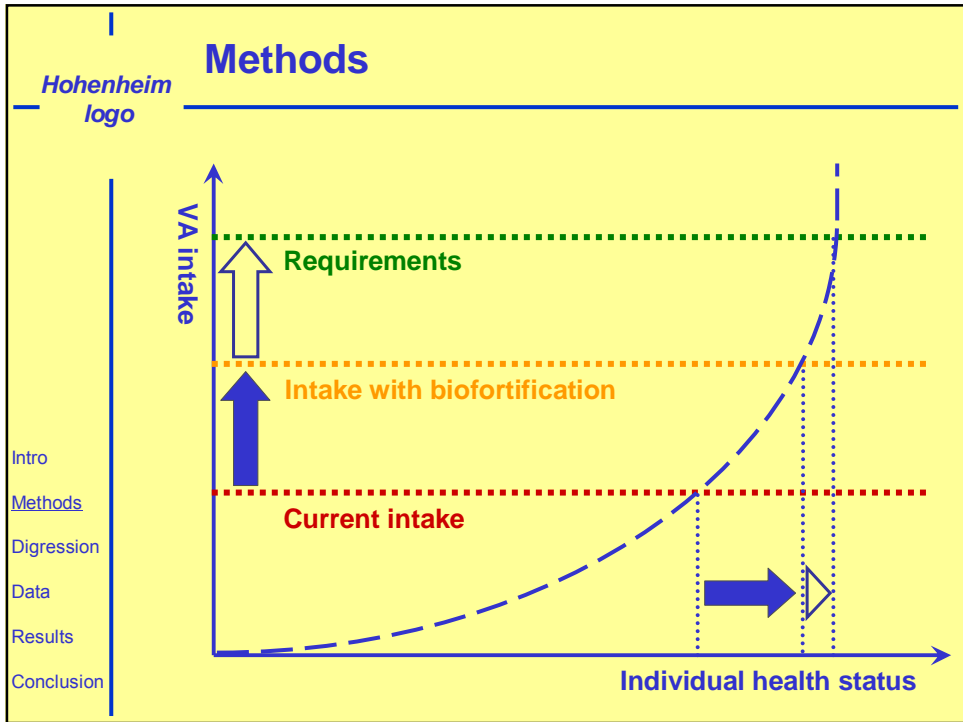 Hohenheim
logo
Methods
VA intake
Requirements
Intake with biofortification
Current intake
Individual health status
Intro
Methods
Digression
Data
Results
Conclusion